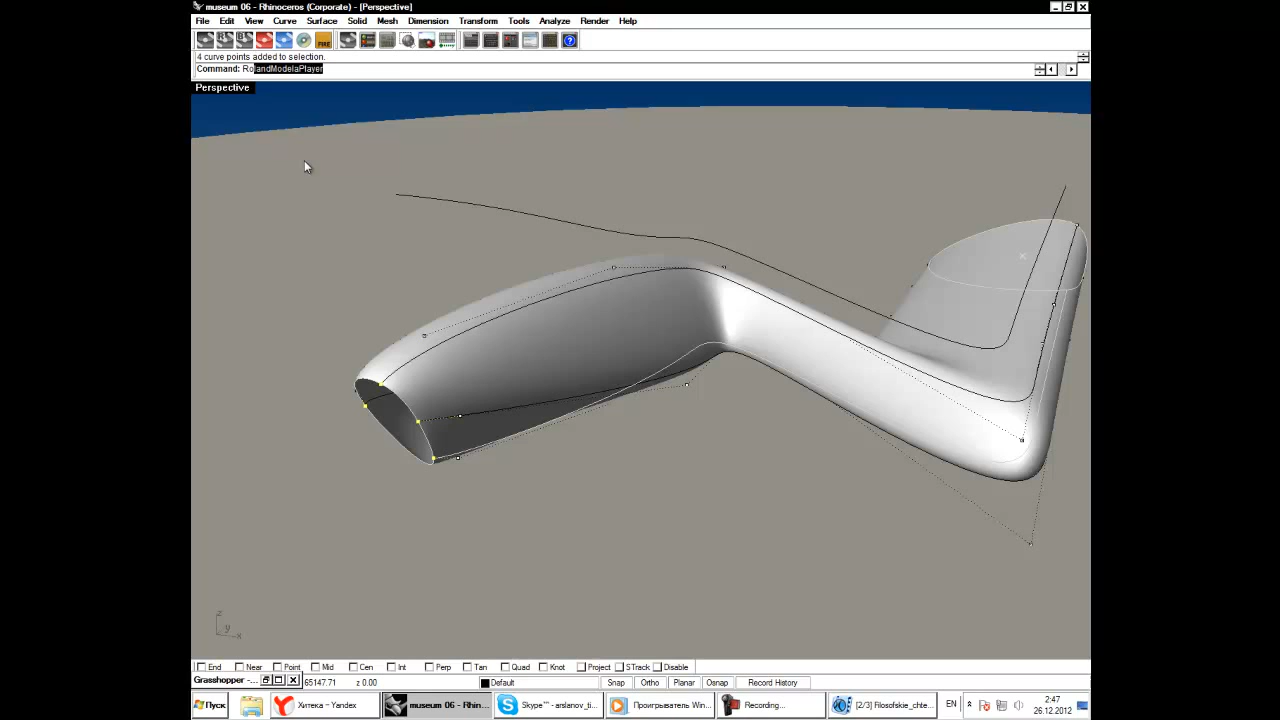 museum 06 - Rhinoceros (Corporate) - [Perspective]
File Edit View Curve Surface Solid Mesh Dimension Transform Tools Analyze Render Help
4 curve points added to selection.
Command: RolandModelaPlayer
Perspective
z
y
x
End Near Point Mid Cen Int Perp Tan Quad Knot Project STrack Disable
Grasshopper -... 65147.71 z 0.00 Default Snap Ortho Planar Osnap Record History
Пуск Хитека – Yandex museum 06 - Rhin... Skype™ - arslanov_ti... Проигрыватель Win... Recording... [2/3] Filosofskie_chte... EN 2:47
26.12.2012